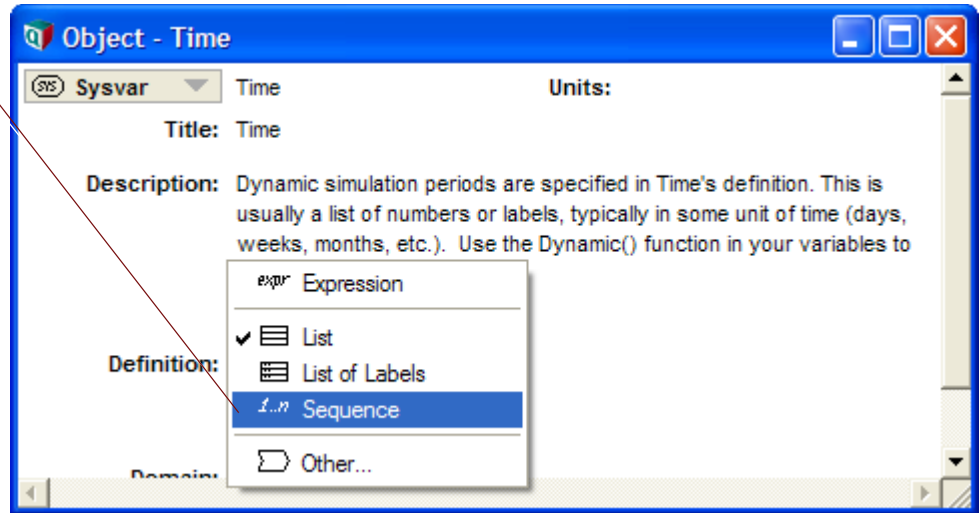 Object - Time
sys Sysvar Time Units:
Title: Time
Description: Dynamic simulation periods are specified in Time's definition. This is
usually a list of numbers or labels, typically in some unit of time (days,
weeks, months, etc.). Use the Dynamic() function in your variables to
expr Expression
List
Definition:
List of Labels
1..n Sequence
Other...
Domain: